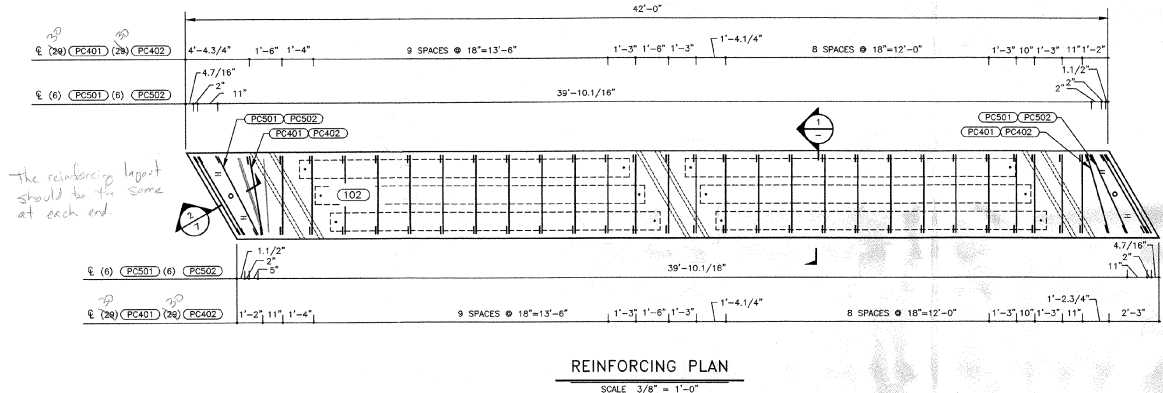 42'-0"
30 30
℄ (29) PC401 (29) PC402 4'-4.3/4" 1'-6" 1'-4" 9 SPACES @ 18"=13'-6" 1'-3" 1'-6" 1'-3" 1'-4.1/4" 8 SPACES @ 18"=12'-0" 1'-3" 10" 1'-3" 11" 1'-2"
4.7/16" 1.1/2"
2" 2"
℄ (6) PC501 (6) PC502 11" 39'-10.1/16" 2"
PC501 PC502 1 PC501 PC502
PC401 PC402 – PC401 PC402
The reinforcing layout
should be the same
at each end.
102
2
1
1.1/2" 4.7/16"
2" 2"
℄ (6) PC501 (6) PC502 5" 39'-10.1/16" 11"
30 30
℄ (29) PC401 (29) PC402 1'-2" 11" 1'-4" 9 SPACES @ 18"=13'-6" 1'-3" 1'-6" 1'-3" 1'-4.1/4" 8 SPACES @ 18"=12'-0" 1'-3" 10" 1'-3" 11" 1'-2.3/4" 2'-3"
REINFORCING PLAN
SCALE 3/8" = 1'-0"